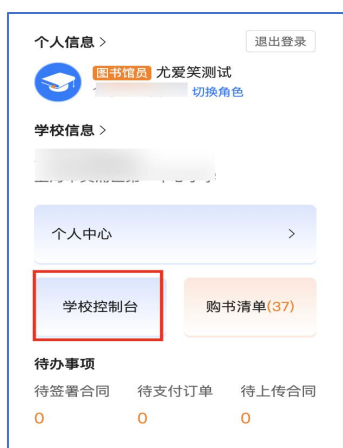 个人信息 >
退出登录
图书馆员 尤爱笑测试
切换角色
学校信息 >
个人中心 >
学校控制台
购书清单(37)
待办事项
待签署合同 待支付订单 待上传合同
0 0 0